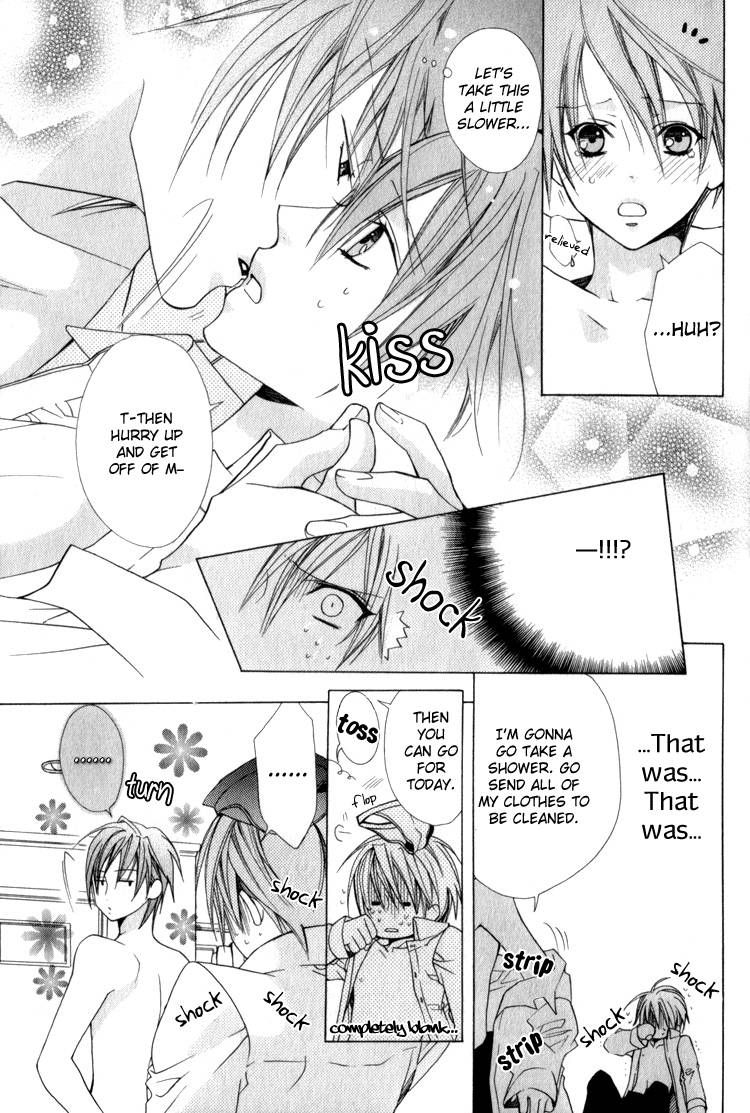 ...HUH?
relieved
LET'S
TAKE THIS
A LITTLE
SLOWER...
kiss
T-THEN
HURRY UP
AND GET
OFF OF M-
—!!!?
shock
...That
was...
That
was...
I'M GONNA
GO TAKE A
SHOWER. GO
SEND ALL OF
MY CLOTHES TO
BE CLEANED.
strip
strip
shock
shock
THEN
YOU
CAN GO
FOR TODAY.
toss
flop
completely blank...
......
shock
shock
turn
......